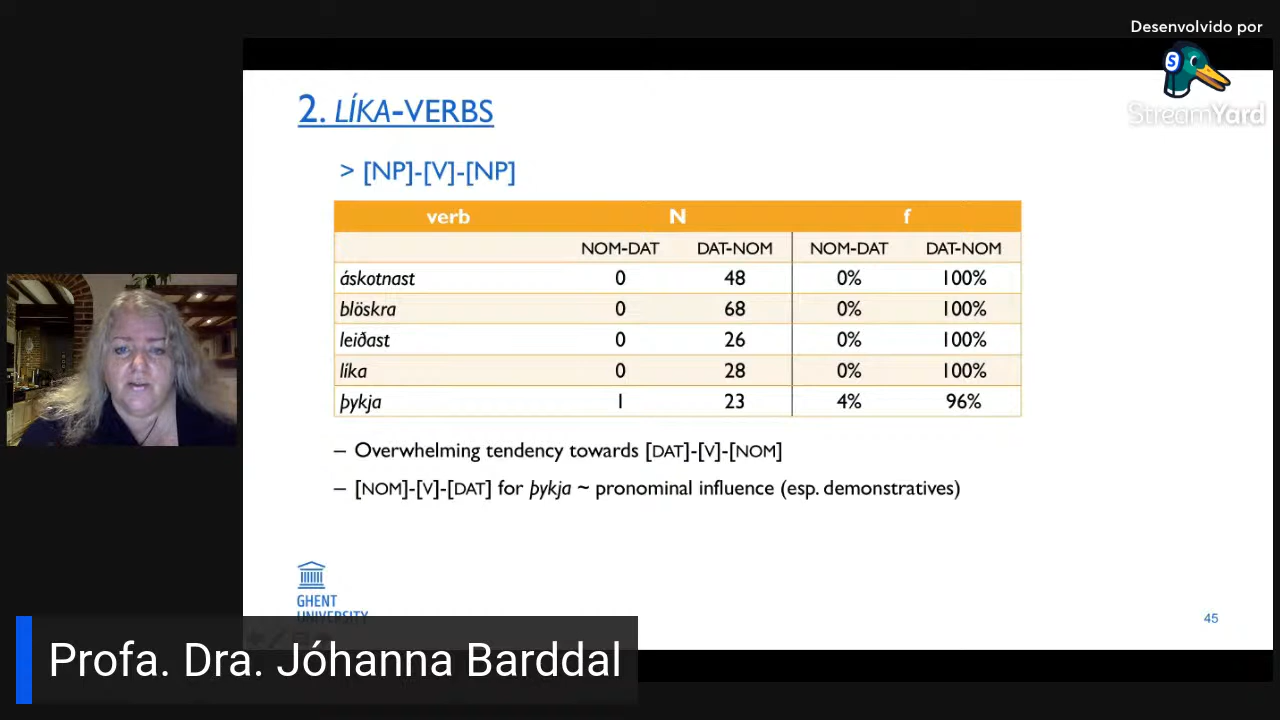 Desenvolvido por
StreamYard
2. LÍKA-VERBS
> [NP]-[V]-[NP]
verb N f
NOM-DAT DAT-NOM NOM-DAT DAT-NOM
áskotnast 0 48 0% 100%
blöskra 0 68 0% 100%
leiðast 0 26 0% 100%
líka 0 28 0% 100%
þykja 1 23 4% 96%
– Overwhelming tendency towards [DAT]-[V]-[NOM]
– [NOM]-[V]-[DAT] for þykja ~ pronominal influence (esp. demonstratives)
GHENT
UNIVERSITY
45
Profa. Dra. Jóhanna Barddal